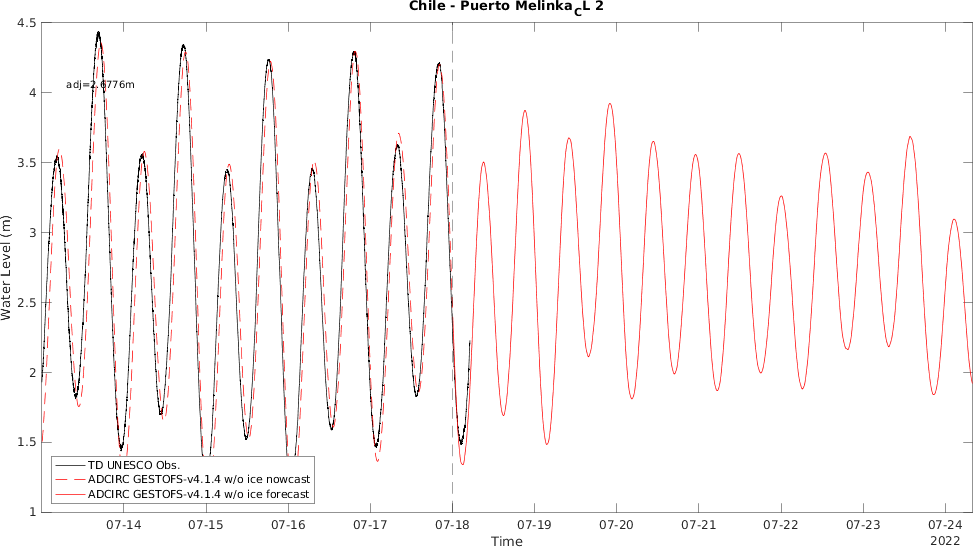 Chile - Puerto Melinka_CL 2
4.5
4
3.5
3
2.5
2
1.5
1
Water Level (m)
adj=2.6776m
TD UNESCO Obs.
ADCIRC GESTOFS-v4.1.4 w/o ice nowcast
ADCIRC GESTOFS-v4.1.4 w/o ice forecast
07-14 07-15 07-16 07-17 07-18 07-19 07-20 07-21 07-22 07-23 07-24
Time
2022